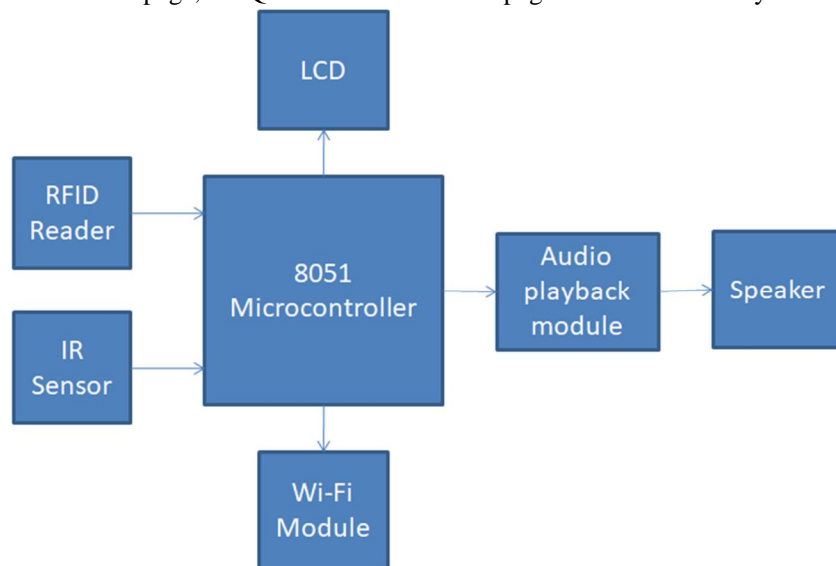 LCD
RFID
Reader
8051
Microcontroller
Audio
playback
module
Speaker
IR
Sensor
Wi-Fi
Module